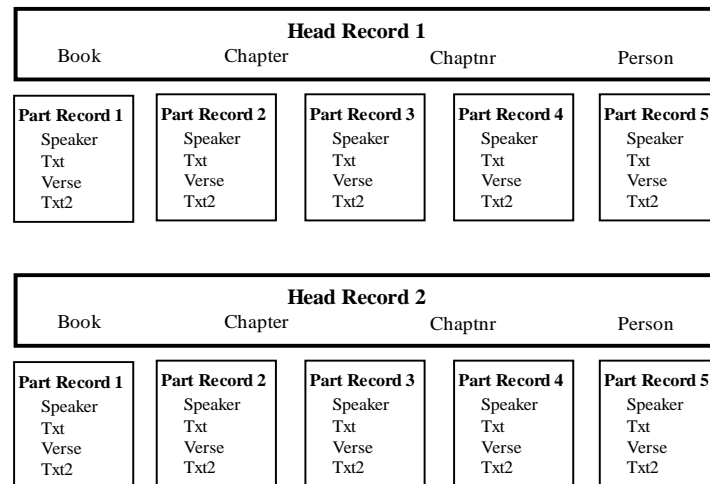 Head Record 1
Book Chapter Chaptnr Person
Part Record 1 Part Record 2 Part Record 3 Part Record 4 Part Record 5
Speaker Speaker Speaker Speaker Speaker
Txt Txt Txt Txt Txt
Verse Verse Verse Verse Verse
Txt2 Txt2 Txt2 Txt2 Txt2
Head Record 2
Book Chapter Chaptnr Person
Part Record 1 Part Record 2 Part Record 3 Part Record 4 Part Record 5
Speaker Speaker Speaker Speaker Speaker
Txt Txt Txt Txt Txt
Verse Verse Verse Verse Verse
Txt2 Txt2 Txt2 Txt2 Txt2